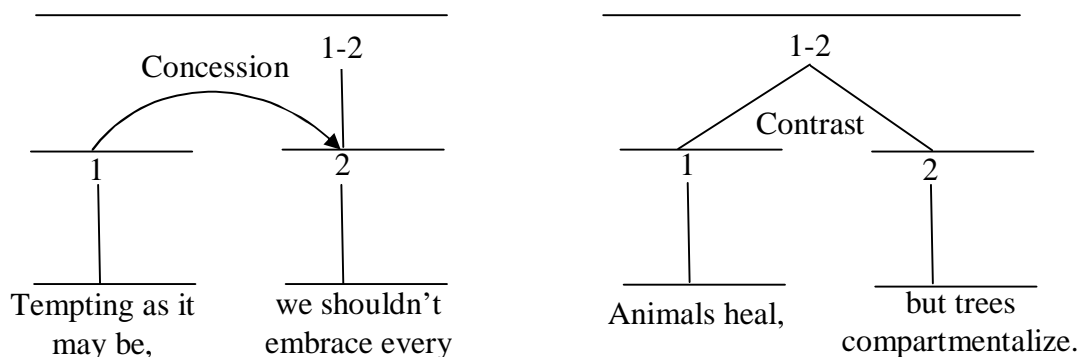 1-2
Concession
1
2
Tempting as it
may be,
we shouldn't
embrace every
1-2
Contrast
1
2
Animals heal,
but trees
compartmentalize.